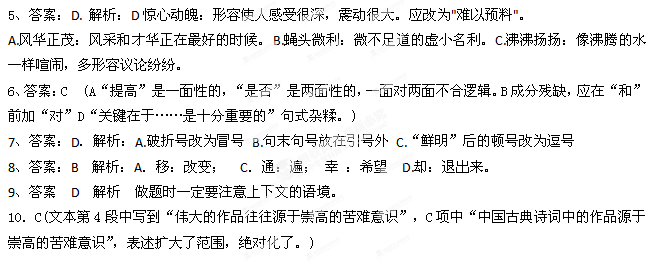 5、答案：D. 解析：D 惊心动魄：形容使人感受很深，震动很大。应改为"难以预料"。
A.风华正茂：风采和才华正在最好的时候。B.蝇头微利：微不足道的虚小名利。C.沸沸扬扬：像沸腾的水
一样喧闹，多形容议论纷纷。
6、答案：C （A“提高”是一面性的，“是否”是两面性的，一面对两面不合逻辑。B 成分残缺，应在“和”
前加“对”D“关键在于……是十分重要的”句式杂糅。）
7、答案：D. 解析：A.破折号改为冒号 B.句末句号放在引号外 C.“鲜明”后的顿号改为逗号
8、答案：B 解析：A. 移：改变； C. 通：遍； 幸 ：希望 D.却：退出来。
9、答案 D 解析 做题时一定要注意上下文的语境。
10. C(文本第 4 段中写到“伟大的作品往往源于崇高的苦难意识”，C 项中“中国古典诗词中的作品源于
崇高的苦难意识”，表述扩大了范围，绝对化了。)